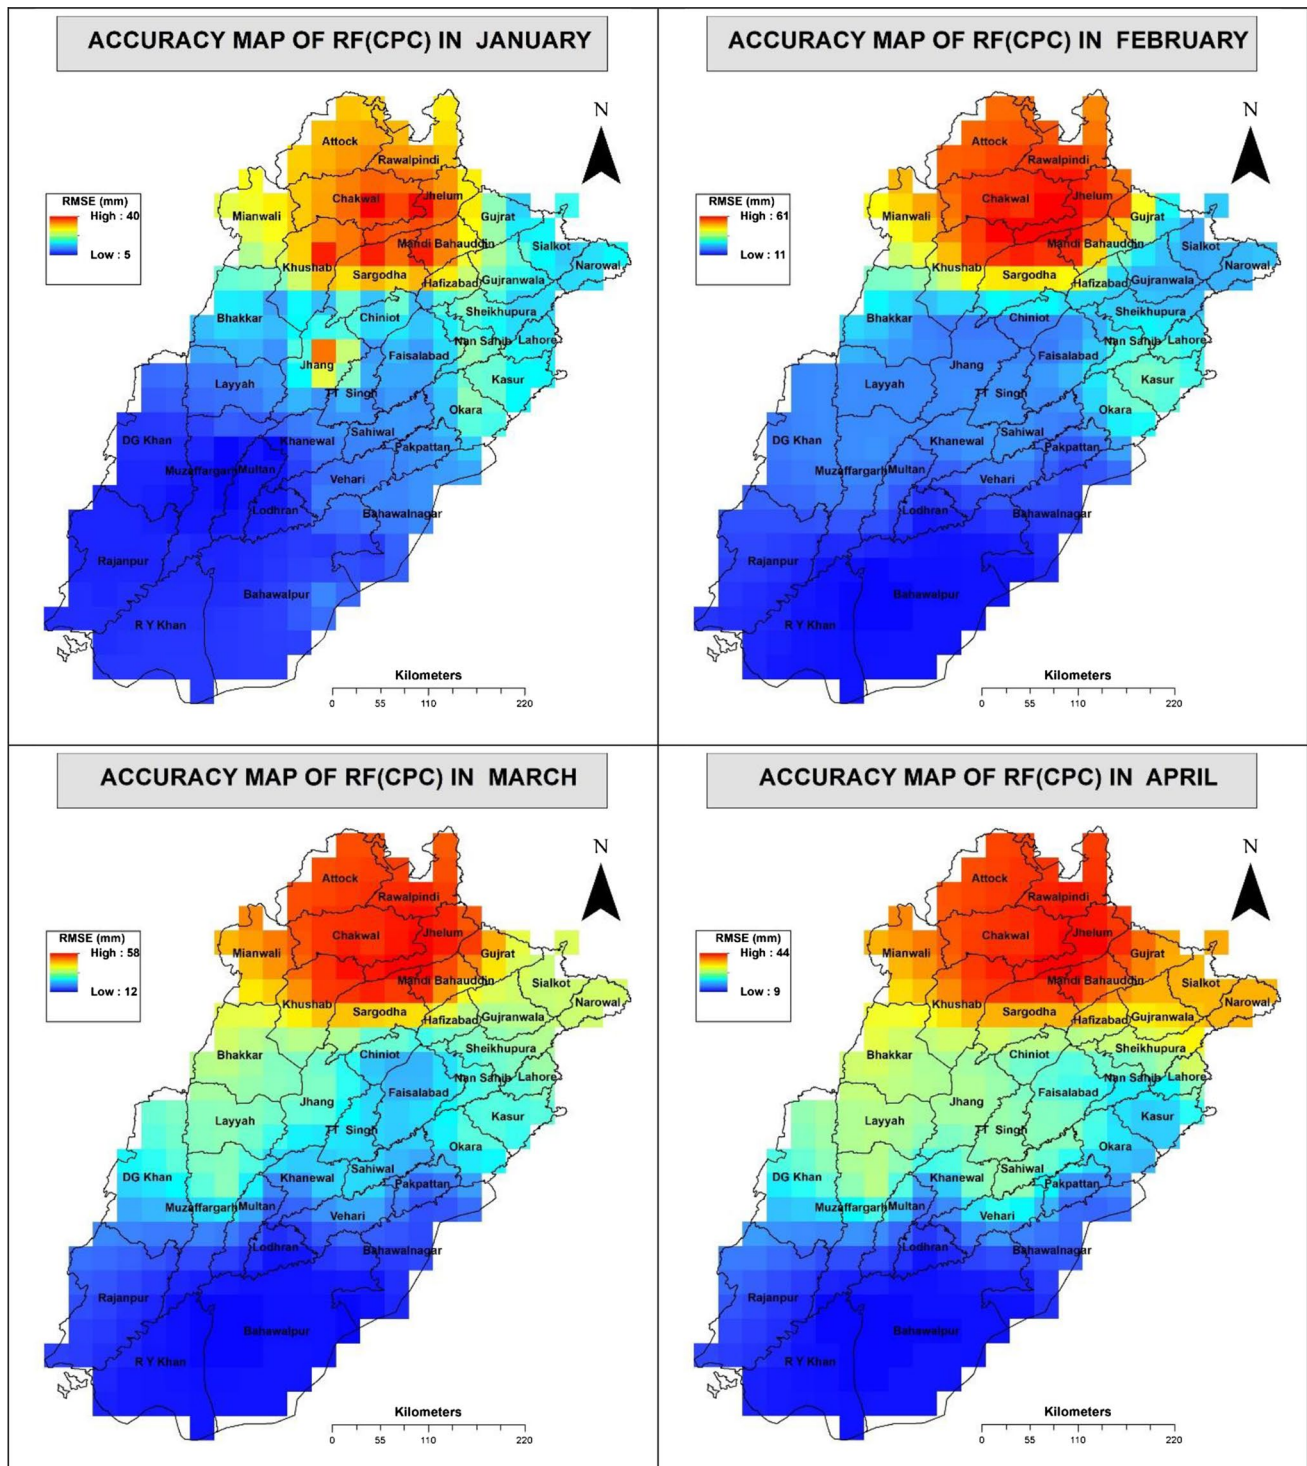 ACCURACY MAP OF RF(CPC) IN JANUARY
N
RMSE (mm)
High : 40
Low : 5
Attock
Rawalpindi
Chakwal
Jhelum
Mianwali
Gujrat
Mandi Bahauddin
Sialkot
Narowal
Khushab
Sargodha
Hafizabad
Gujranwala
Bhakkar
Chiniot
Sheikhupura
Nan Sahib
Lahore
Faisalabad
Jhang
Kasur
Layyah
TT Singh
Okara
Sahiwal
DG Khan
Khanewal
Pakpattan
Muzaffargarh
Multan
Vehari
Lodhran
Bahawalnagar
Rajanpur
Bahawalpur
R Y Khan
Kilometers
0 55 110 220
ACCURACY MAP OF RF(CPC) IN FEBRUARY
N
RMSE (mm)
High : 61
Low : 11
Attock
Rawalpindi
Chakwal
Jhelum
Mianwali
Gujrat
Mandi Bahauddin
Sialkot
Narowal
Khushab
Sargodha
Hafizabad
Gujranwala
Bhakkar
Chiniot
Sheikhupura
Nan Sahib
Lahore
Faisalabad
Jhang
Kasur
Layyah
TT Singh
Okara
Sahiwal
DG Khan
Khanewal
Pakpattan
Muzaffargarh
Multan
Vehari
Lodhran
Bahawalnagar
Rajanpur
Bahawalpur
R Y Khan
Kilometers
0 55 110 220
ACCURACY MAP OF RF(CPC) IN MARCH
N
RMSE (mm)
High : 58
Low : 12
Attock
Rawalpindi
Chakwal
Jhelum
Mianwali
Gujrat
Mandi Bahauddin
Sialkot
Narowal
Khushab
Sargodha
Hafizabad
Gujranwala
Bhakkar
Chiniot
Sheikhupura
Nan Sahib
Lahore
Faisalabad
Jhang
Kasur
Layyah
TT Singh
Okara
Sahiwal
DG Khan
Khanewal
Pakpattan
Muzaffargarh
Multan
Vehari
Lodhran
Bahawalnagar
Rajanpur
Bahawalpur
R Y Khan
Kilometers
0 55 110 220
ACCURACY MAP OF RF(CPC) IN APRIL
N
RMSE (mm)
High : 44
Low : 9
Attock
Rawalpindi
Chakwal
Jhelum
Mianwali
Gujrat
Mandi Bahauddin
Sialkot
Narowal
Khushab
Sargodha
Hafizabad
Gujranwala
Bhakkar
Chiniot
Sheikhupura
Nan Sahib
Lahore
Faisalabad
Jhang
Kasur
Layyah
TT Singh
Okara
Sahiwal
DG Khan
Khanewal
Pakpattan
Muzaffargarh
Multan
Vehari
Lodhran
Bahawalnagar
Rajanpur
Bahawalpur
R Y Khan
Kilometers
0 55 110 220